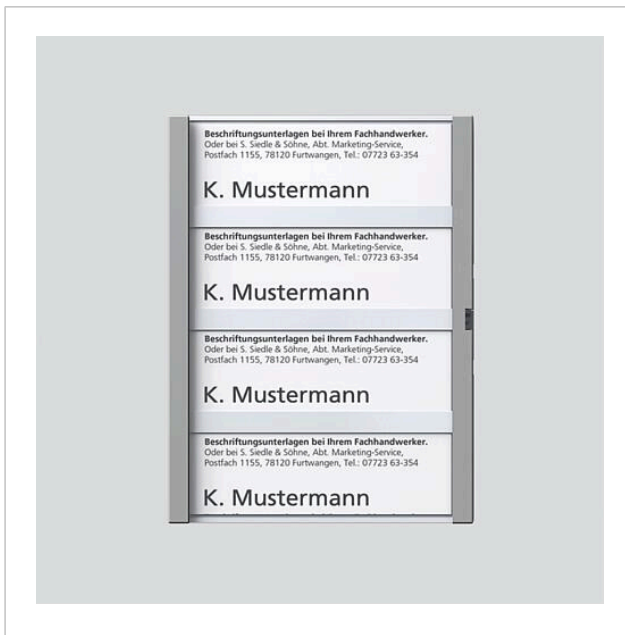 Beschriftungsunterlagen bei Ihrem Fachhandwerker.
Oder bei S. Siedle & Söhne, Abt. Marketing-Service,
Postfach 1155, 78120 Furtwangen, Tel.: 07723 63-354
K. Mustermann
Beschriftungsunterlagen bei Ihrem Fachhandwerker.
Oder bei S. Siedle & Söhne, Abt. Marketing-Service,
Postfach 1155, 78120 Furtwangen, Tel.: 07723 63-354
K. Mustermann
Beschriftungsunterlagen bei Ihrem Fachhandwerker.
Oder bei S. Siedle & Söhne, Abt. Marketing-Service,
Postfach 1155, 78120 Furtwangen, Tel.: 07723 63-354
K. Mustermann
Beschriftungsunterlagen bei Ihrem Fachhandwerker.
Oder bei S. Siedle & Söhne, Abt. Marketing-Service,
Postfach 1155, 78120 Furtwangen, Tel.: 07723 63-354
K. Mustermann